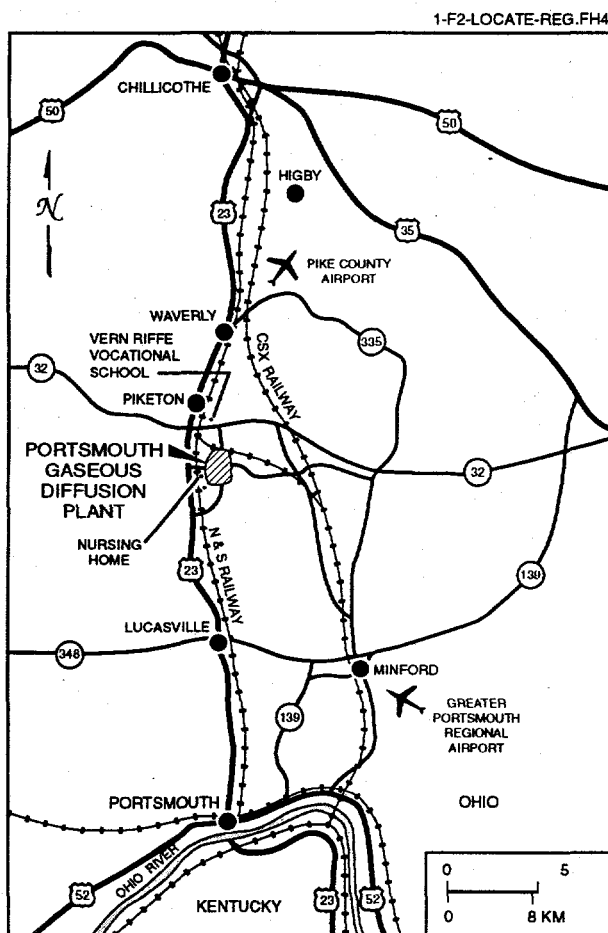 1-F2-LOCATE-REG.FH4
CHILLICOTHE
50
50
HIGBY
N
23
35
PIKE COUNTY
AIRPORT
WAVERLY
VERN RIFFE
VOCATIONAL
SCHOOL
335
CSX RAILWAY
32
PIKETON
PORTSMOUTH
GASEOUS
DIFFUSION
PLANT
32
NURSING
HOME
N & S RAILWAY
23
139
LUCASVILLE
348
MINFORD
139
GREATER
PORTSMOUTH
REGIONAL
AIRPORT
PORTSMOUTH
OHIO
OHIO RIVER
52
KENTUCKY
23
52
0 5
0 8 KM